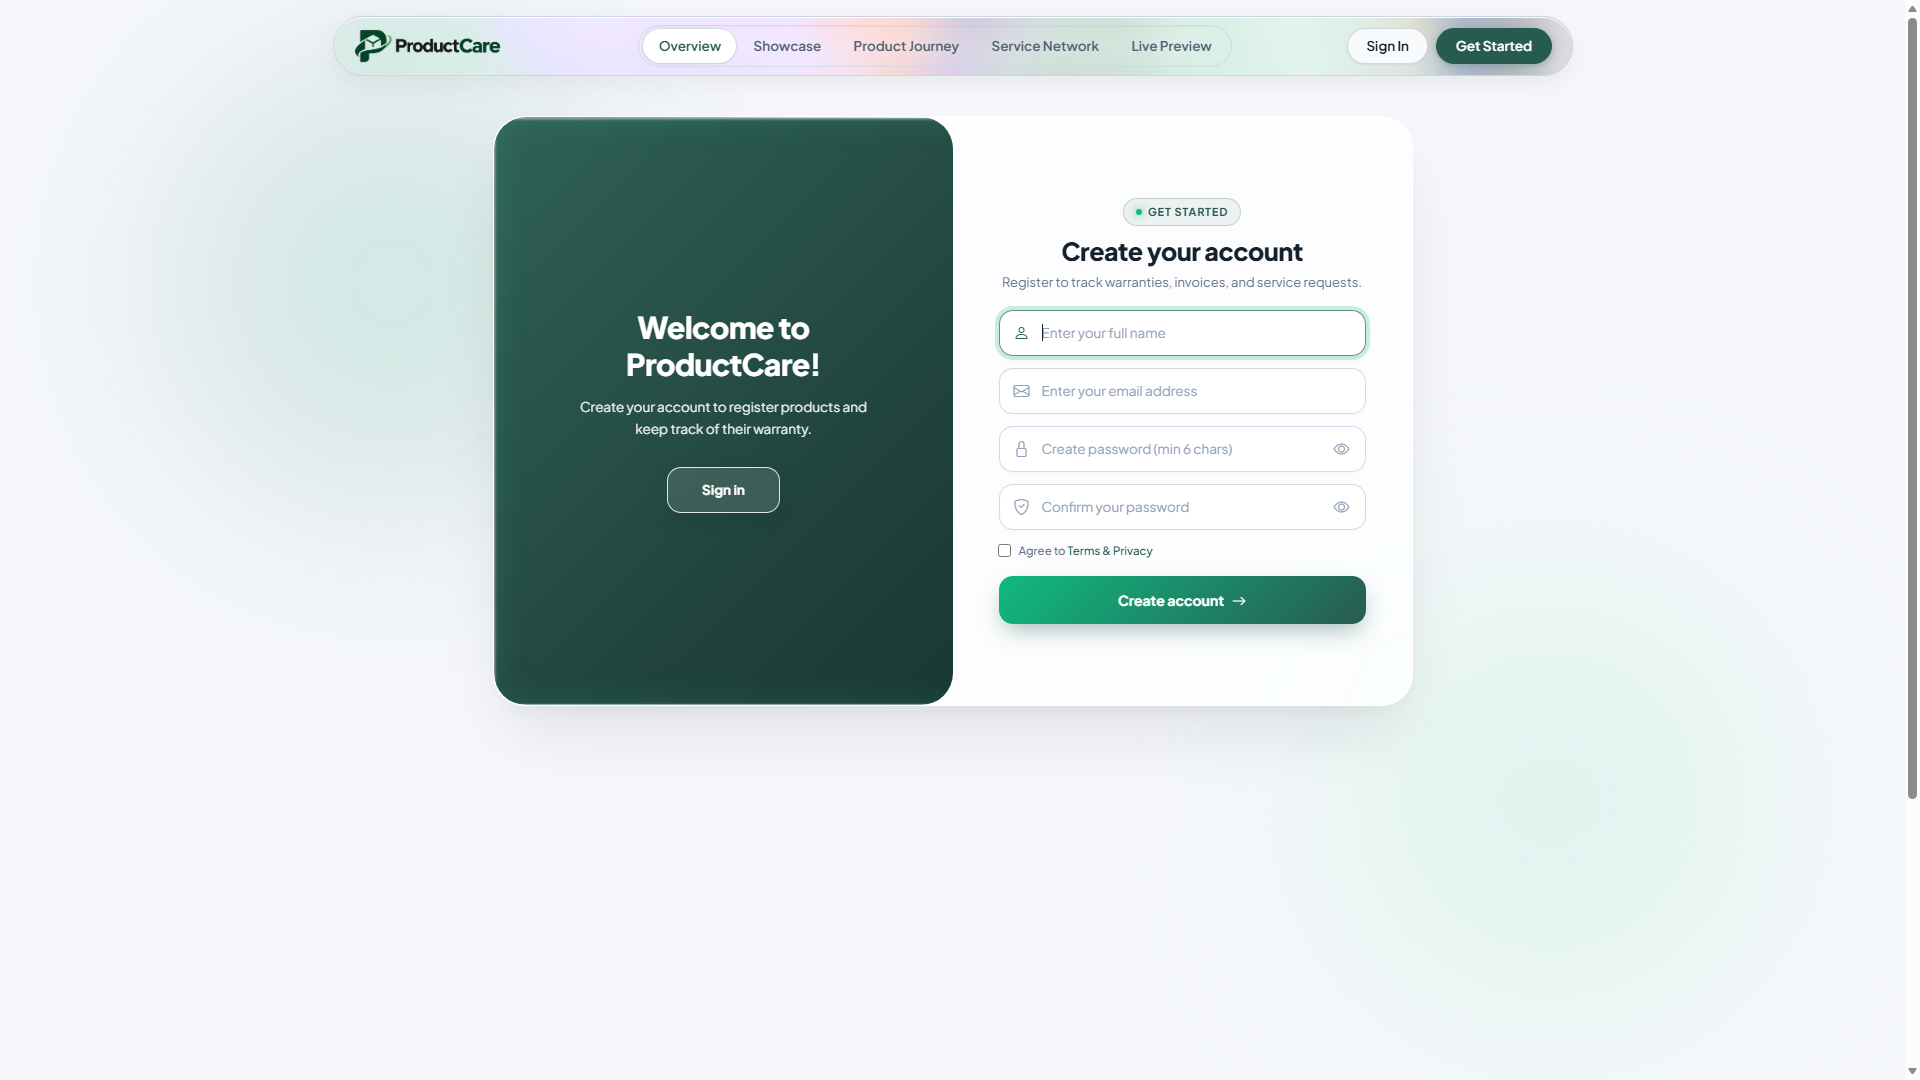 ProductCare
Overview
Showcase
Product Journey
Service Network
Live Preview
Sign In
Get Started
Welcome to
ProductCare!
Create your account to register products and
keep track of their warranty.
Sign in
GET STARTED
Create your account
Register to track warranties, invoices, and service requests.
Enter your full name
Enter your email address
Create password (min 6 chars)
Confirm your password
Agree to Terms & Privacy
Create account →